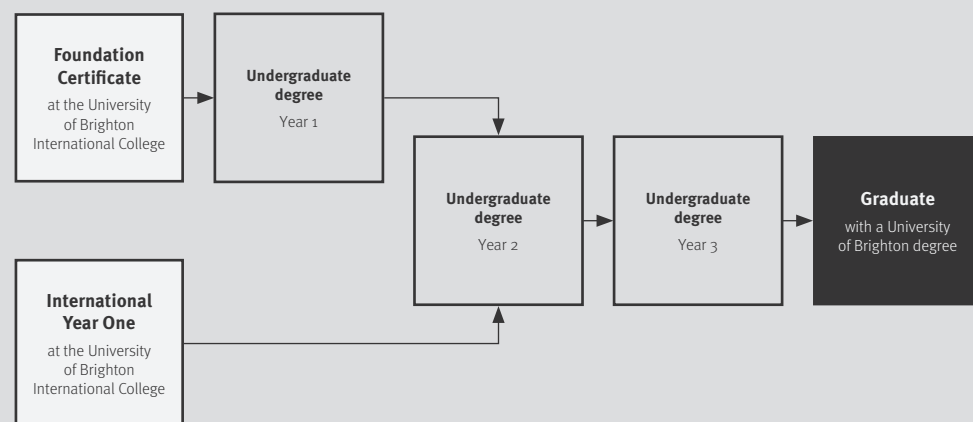 Foundation
Certificate
at the University
of Brighton
International College
Undergraduate
degree
Year 1
Undergraduate
degree
Year 2
Undergraduate
degree
Year 3
Graduate
with a University
of Brighton degree
International
Year One
at the University
of Brighton
International College